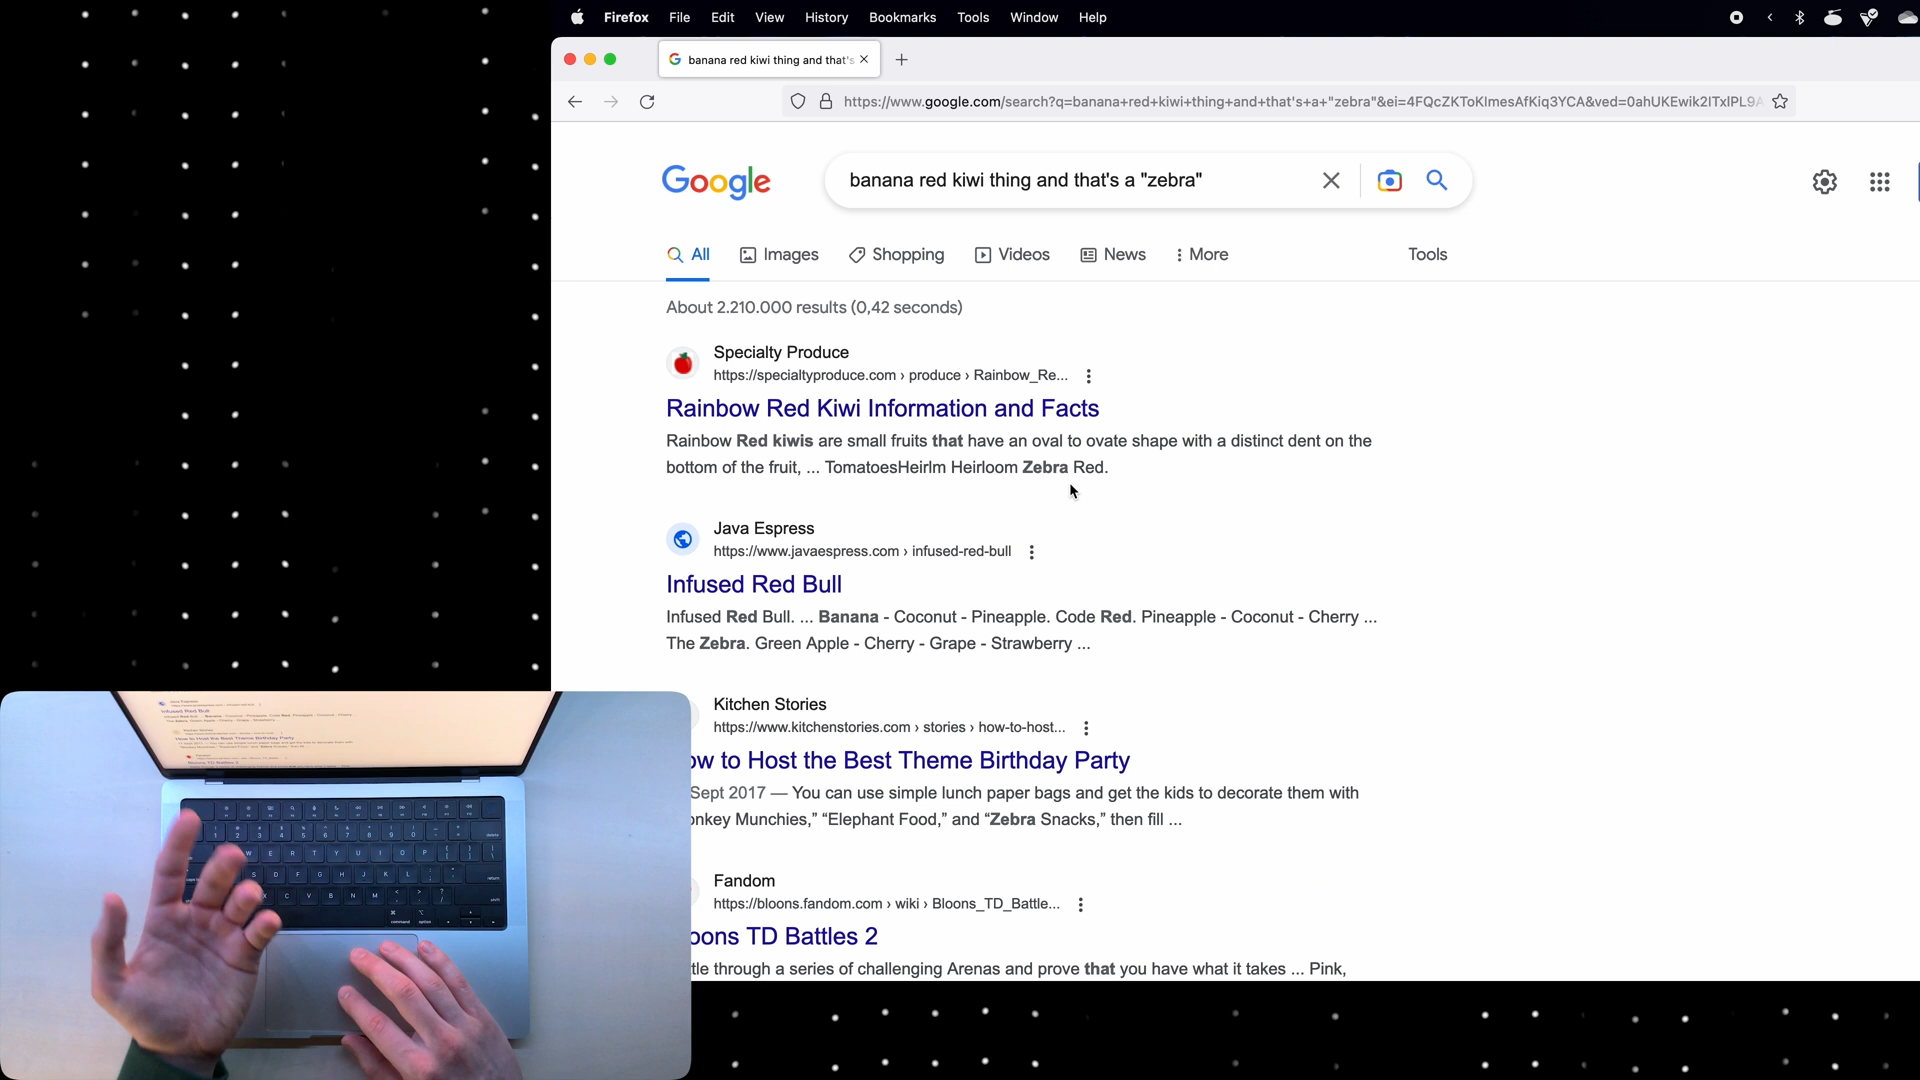 Firefox File Edit View History Bookmarks Tools Window Help
banana red kiwi thing and that's
https://www.google.com/search?q=banana+red+kiwi+thing+and+that's+a+"zebra"&ei=4FQcZKToKImesAfKiq3YCA&ved=0ahUKEwik2ITxIPL9A
Google
banana red kiwi thing and that's a "zebra"
All Images Shopping Videos News More Tools
About 2.210.000 results (0,42 seconds)
Specialty Produce
https://specialtyproduce.com › produce › Rainbow_Re...
Rainbow Red Kiwi Information and Facts
Rainbow Red kiwis are small fruits that have an oval to ovate shape with a distinct dent on the
bottom of the fruit, ... TomatoesHeirlm Heirloom Zebra Red.
Java Espress
https://www.javaespress.com › infused-red-bull
Infused Red Bull
Infused Red Bull. ... Banana - Coconut - Pineapple. Code Red. Pineapple - Coconut - Cherry ...
The Zebra. Green Apple - Cherry - Grape - Strawberry ...
Kitchen Stories
https://www.kitchenstories.com › stories › how-to-host...
ow to Host the Best Theme Birthday Party
Sept 2017 — You can use simple lunch paper bags and get the kids to decorate them with
onkey Munchies,” “Elephant Food,” and “Zebra Snacks,” then fill ...
Fandom
https://bloons.fandom.com › wiki › Bloons_TD_Battle...
oons TD Battles 2
tle through a series of challenging Arenas and prove that you have what it takes ... Pink,